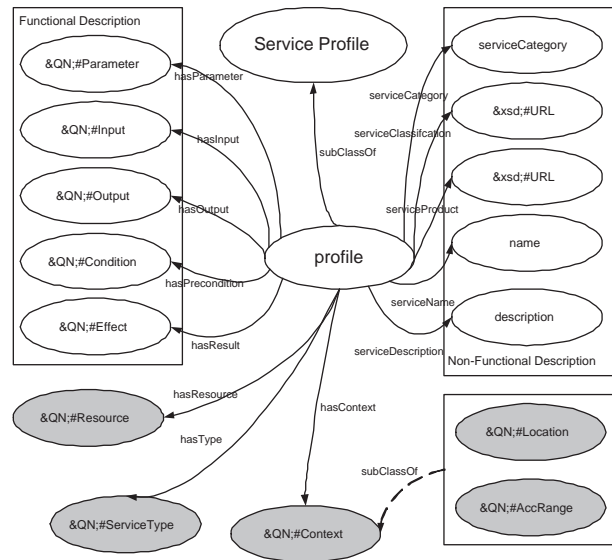 Functional Description
&QN;#Parameter
&QN;#Input
&QN;#Output
&QN;#Condition
&QN;#Effect
Service Profile
serviceCategory
&xsd;#URL
&xsd;#URL
name
description
Non-Functional Description
hasParameter
hasInput
hasOutput
hasPrecondition
hasResult
subClassOf
serviceCategory
serviceClassifcation
serviceProduct
serviceName
serviceDescription
profile
hasResource
hasType
hasContext
&QN;#Resource
&QN;#ServiceType
&QN;#Context
subClassOf
&QN;#Location
&QN;#AccRange